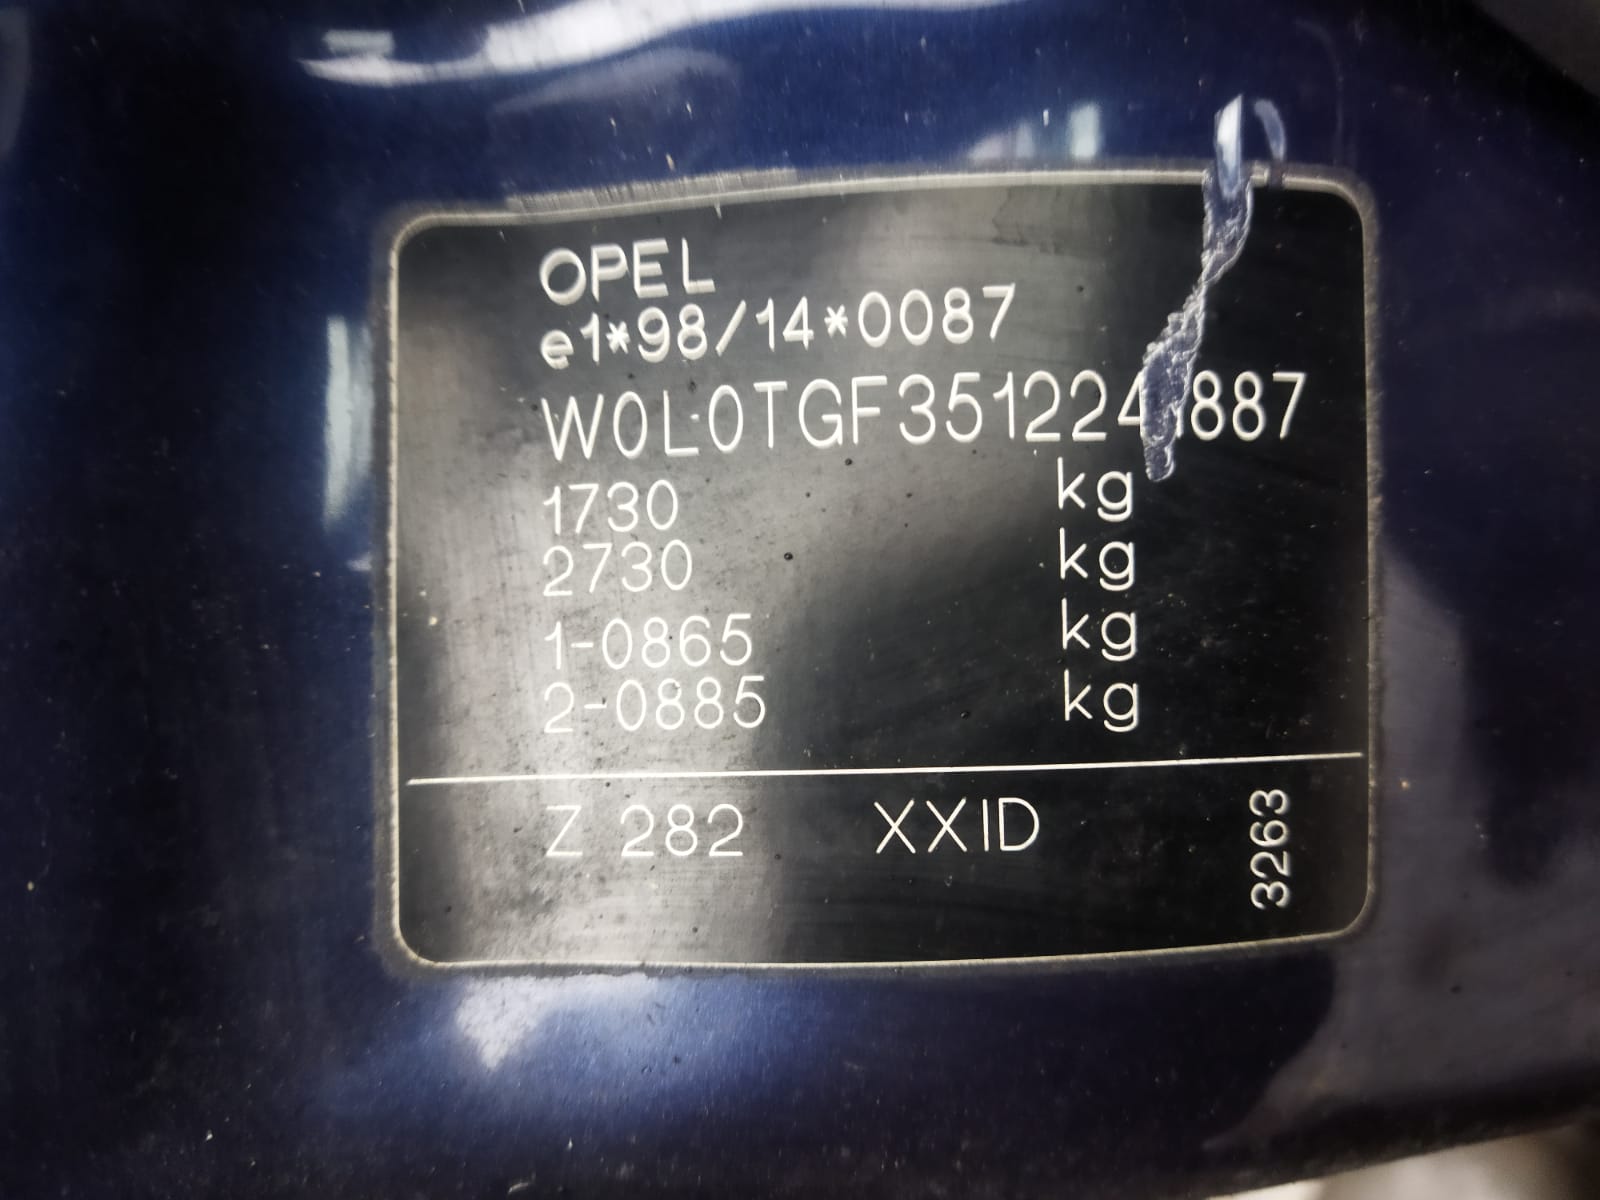 OPEL
e1*98/14*0087
1730 kg
2730 kg
1-0865 kg
2-0885 kg
Z 282 XXID
3263